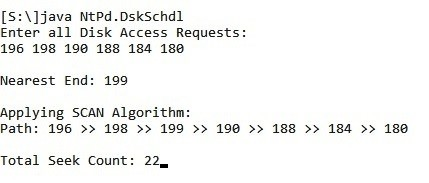 [S:\]java NtPd.DskSchdl
Enter all Disk Access Requests:
196 198 190 188 184 180
Nearest End: 199
Applying SCAN Algorithm:
Path: 196 >> 198 >> 199 >> 190 >> 188 >> 184 >> 180
Total Seek Count: 22